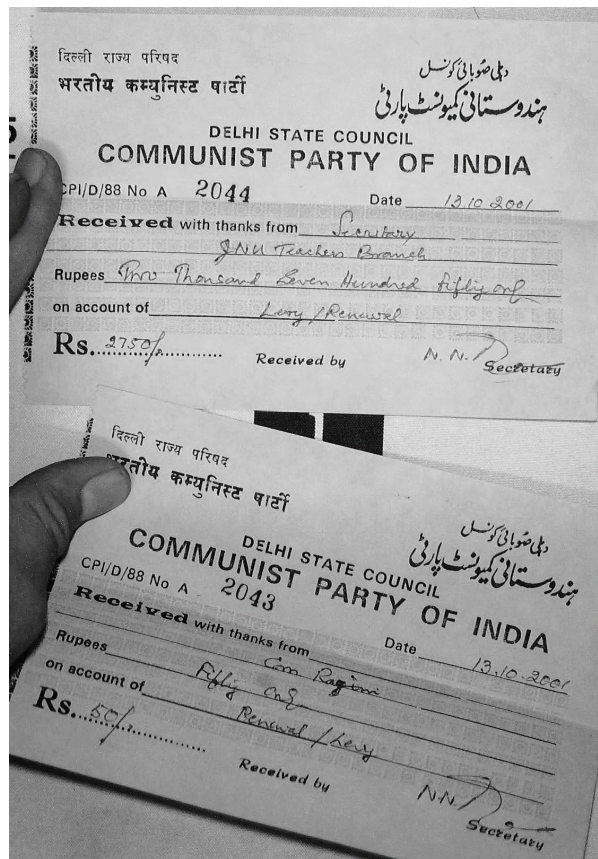 दिल्ली राज्य परिषद
دہلی صُوبائی کونسل
भारतीय कम्युनिस्ट पार्टी
ہندوستانی کمیونسٹ پارٹی
DELHI STATE COUNCIL
COMMUNIST PARTY OF INDIA
CPI/D/88 No A 2044 Date 13.10.2001
Received with thanks from Secretary
JNU Teachers Branch
Rupees Two Thousand Seven Hundred Fifty only
on account of Levy/Renewal
Rs. 2750/- Received by N.N. Secretary
दिल्ली राज्य परिषद
دہلی صُوبائی کونسل
भारतीय कम्युनिस्ट पार्टी
ہندوستانی کمیونسٹ پارٹی
DELHI STATE COUNCIL
COMMUNIST PARTY OF INDIA
CPI/D/88 No A 2043 Date 13.10.2001
Received with thanks from Com Ragini
Rupees Fifty only
on account of Renewal/Levy
Rs. 50/- Received by N.N. Secretary